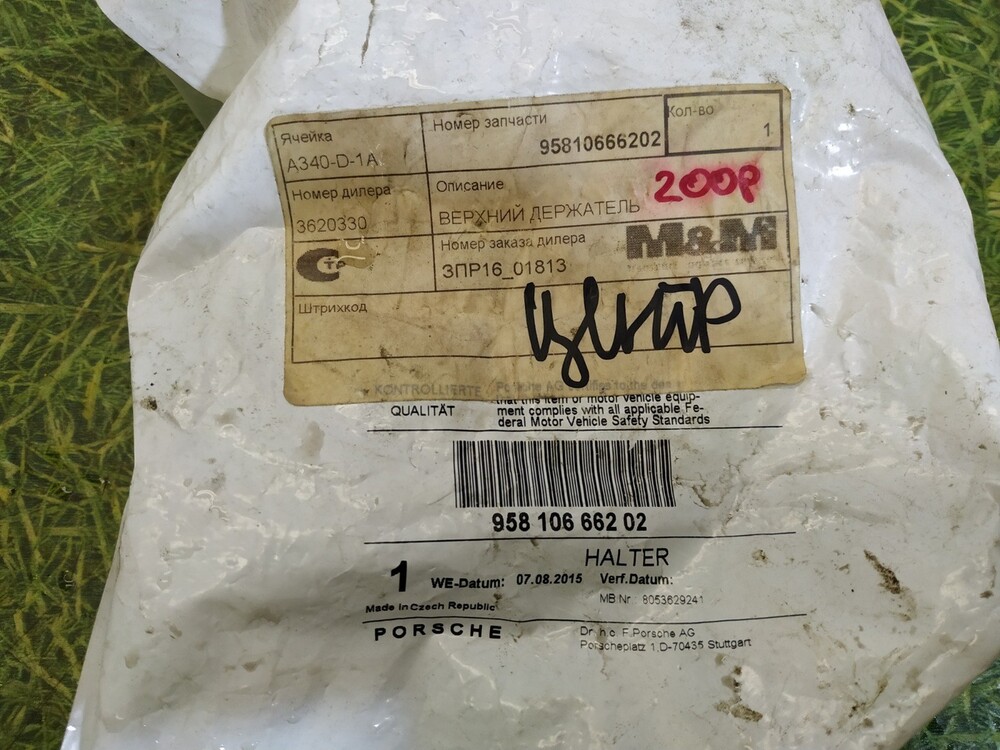 Ячейка
Номер запчасти
Кол-во
A340-D-1A
95810666202
1
Номер дилера
Описание
200р
3620330
ВЕРХНИЙ ДЕРЖАТЕЛЬ
Номер заказа дилера
M&M
ЗПР16_01813
Штрихкод
центр
KONTROLLIERTE
QUALITÄT
that this item of motor vehicle equip-
ment complies with all applicable Fe-
deral Motor Vehicle Safety Standards
958 106 662 02
HALTER
1 WE-Datum: 07.08.2015 Verf.Datum:
MB Nr 8053629241
Made in Czech Republic
PORSCHE
Dr. h.c. F.Porsche AG
Porscheplatz 1,D-70435 Stuttgart